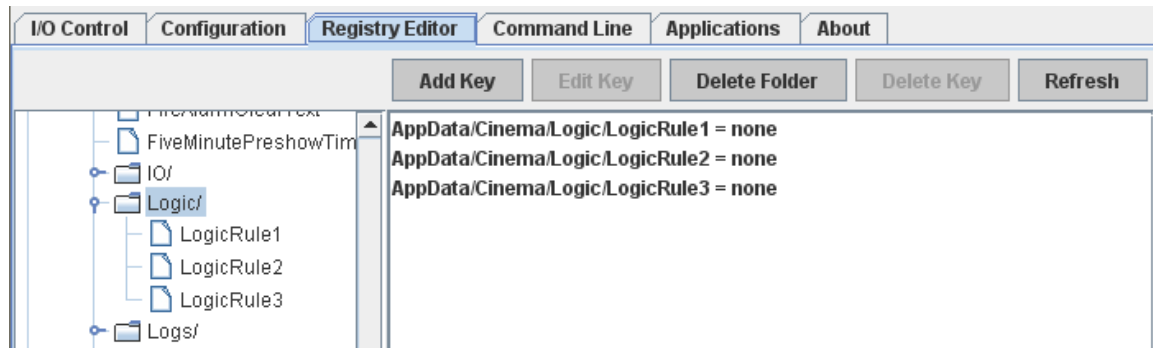 I/O Control Configuration Registry Editor Command Line Applications About
Add Key Edit Key Delete Folder Delete Key Refresh
FiveMinutePreshowTim
IO/
Logic/
LogicRule1
LogicRule2
LogicRule3
Logs/
AppData/Cinema/Logic/LogicRule1 = none
AppData/Cinema/Logic/LogicRule2 = none
AppData/Cinema/Logic/LogicRule3 = none